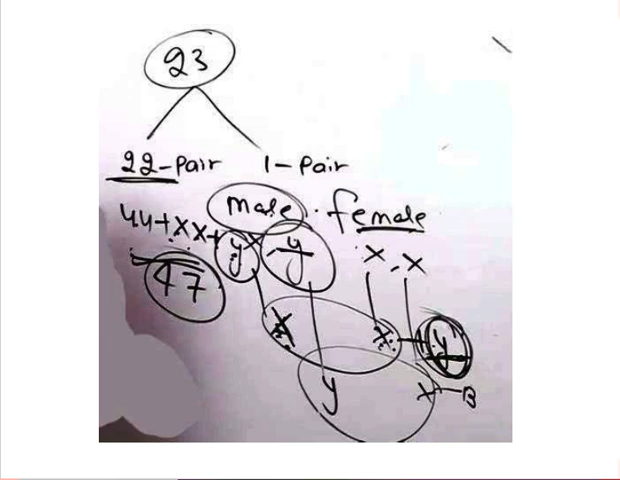 23
22-pair 1-pair
male . female
44+xx+y
x y x - x
47
x x y
y x - B